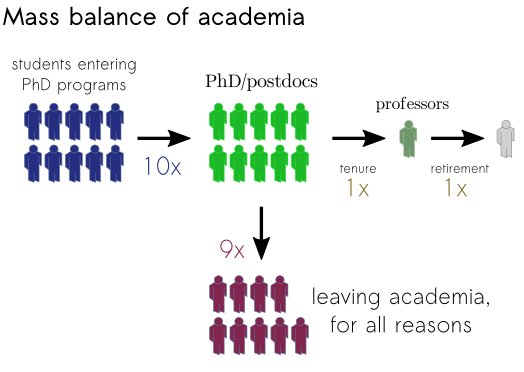 Mass balance of academia
students entering
PhD programs
PhD/postdocs
professors
10x
tenure
1x
retirement
1x
9x
leaving academia,
for all reasons